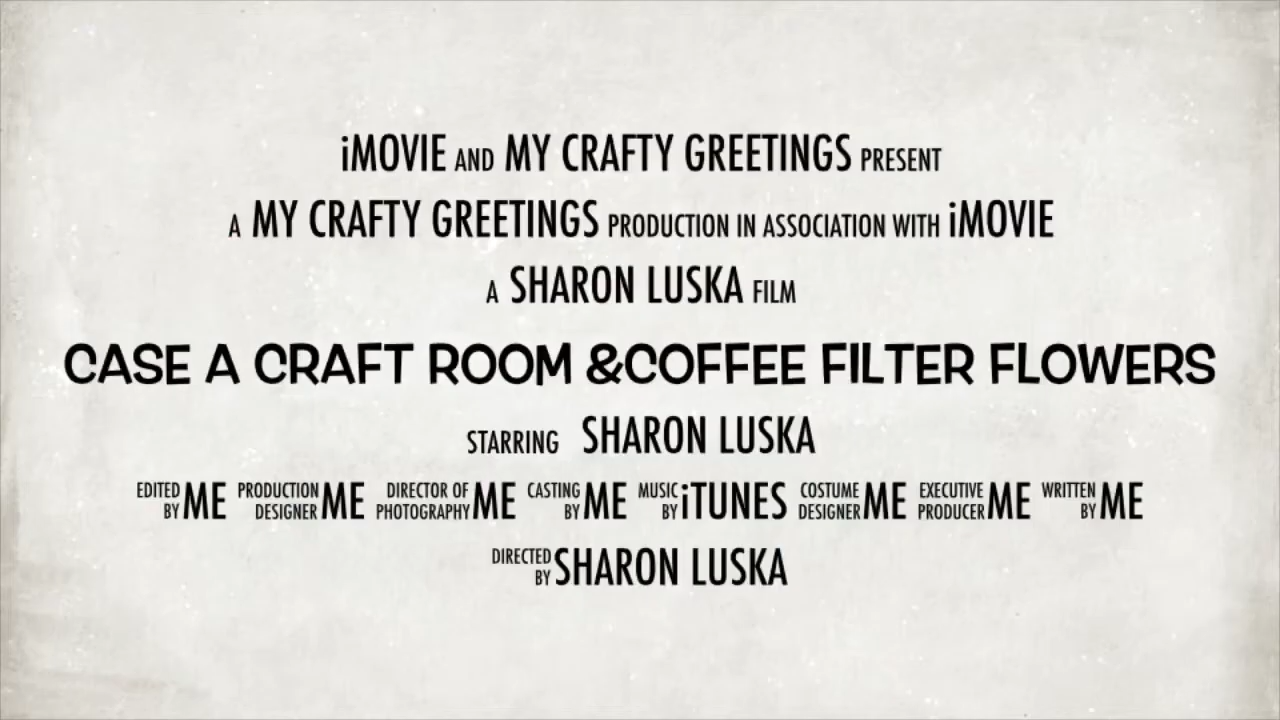 iMOVIE AND MY CRAFTY GREETINGS PRESENT
A MY CRAFTY GREETINGS PRODUCTION IN ASSOCIATION WITH iMOVIE
A SHARON LUSKA FILM
CASE A CRAFT ROOM &COFFEE FILTER FLOWERS
STARRING SHARON LUSKA
EDITED BY ME PRODUCTION DESIGNER ME DIRECTOR OF PHOTOGRAPHY ME CASTING BY ME MUSIC BY iTUNES COSTUME DESIGNER ME EXECUTIVE PRODUCER ME WRITTEN BY ME
DIRECTED BY SHARON LUSKA